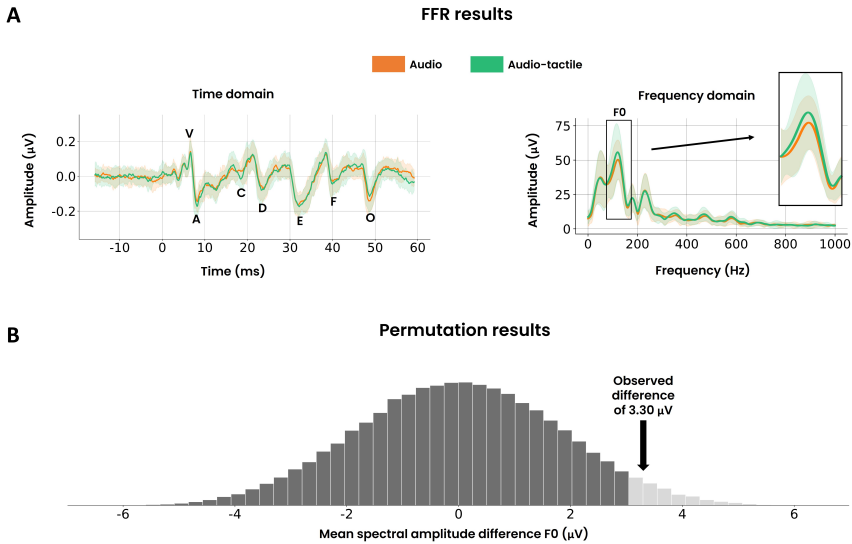 A
FFR results
Audio
Audio-tactile
Time domain
Frequency domain
V
A
C
D
E
F
O
0.2
0.0
-0.2
Amplitude (μV)
-10
0
10
20
30
40
50
60
Time (ms)
F0
75
50
25
0
Amplitude (μV)
0
200
400
600
800
1000
Frequency (Hz)
B
Permutation results
Observed
difference
of 3.30 μV
-6
-4
-2
0
2
4
6
Mean spectral amplitude difference F0 (μV)